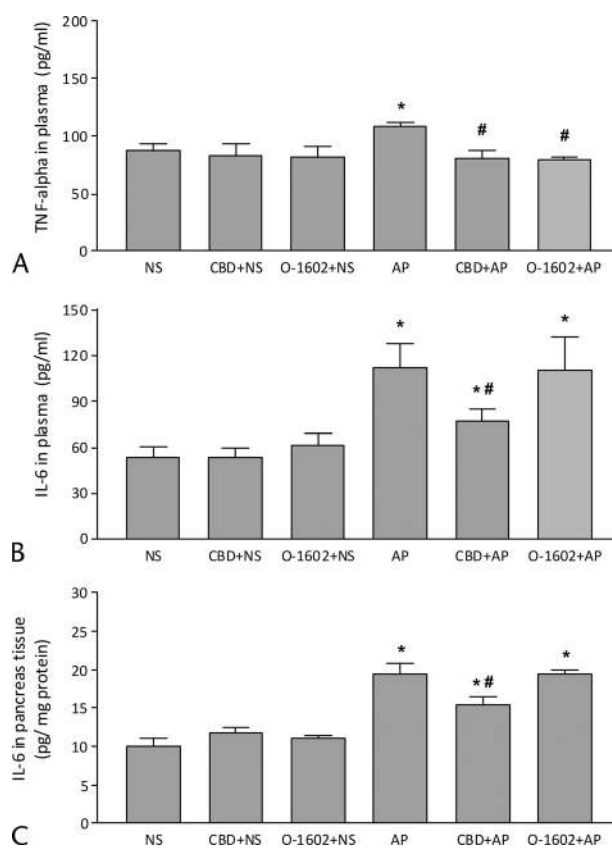 TNF-alpha in plasma (pg/ml)
200
150
100
50
0
*
#
#
NS CBD+NS O-1602+NS AP CBD+AP O-1602+AP
A
IL-6 in plasma (pg/ml)
150
120
90
60
30
0
*
*#
*
NS CBD+NS O-1602+NS AP CBD+AP O-1602+AP
B
IL-6 in pancreas tissue
(pg/ mg protein)
30
25
20
15
10
5
0
*
*#
*
NS CBD+NS O-1602+NS AP CBD+AP O-1602+AP
C